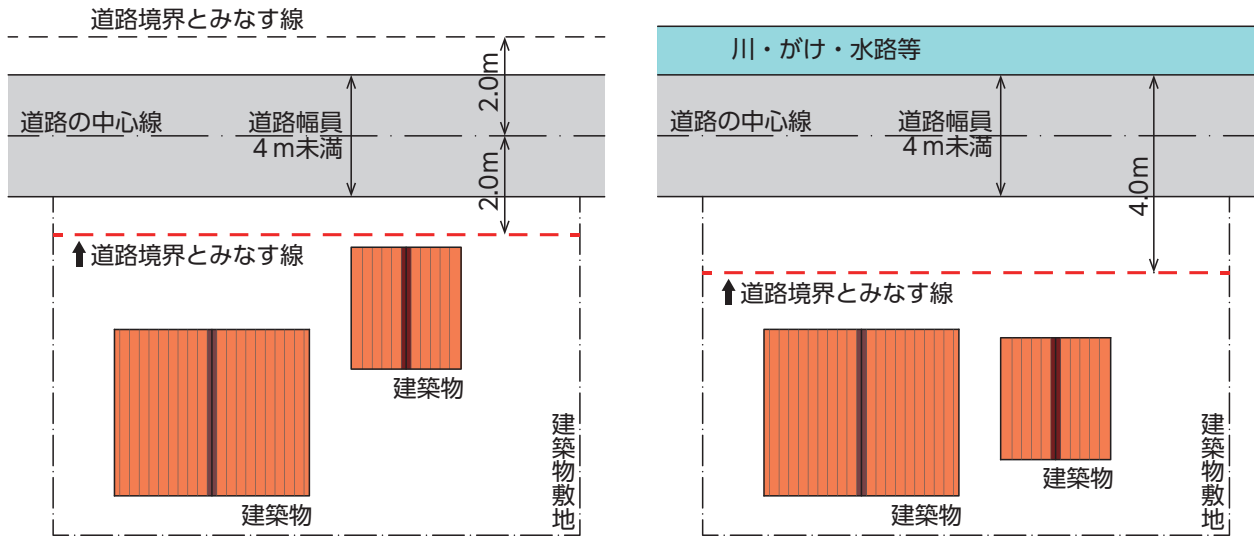 道路境界とみなす線
2.0m
道路の中心線
道路幅員
4m未満
2.0m
道路境界とみなす線
建築物
建築物
建築物敷地
川・がけ・水路等
道路の中心線
道路幅員
4m未満
4.0m
道路境界とみなす線
建築物
建築物
建築物敷地